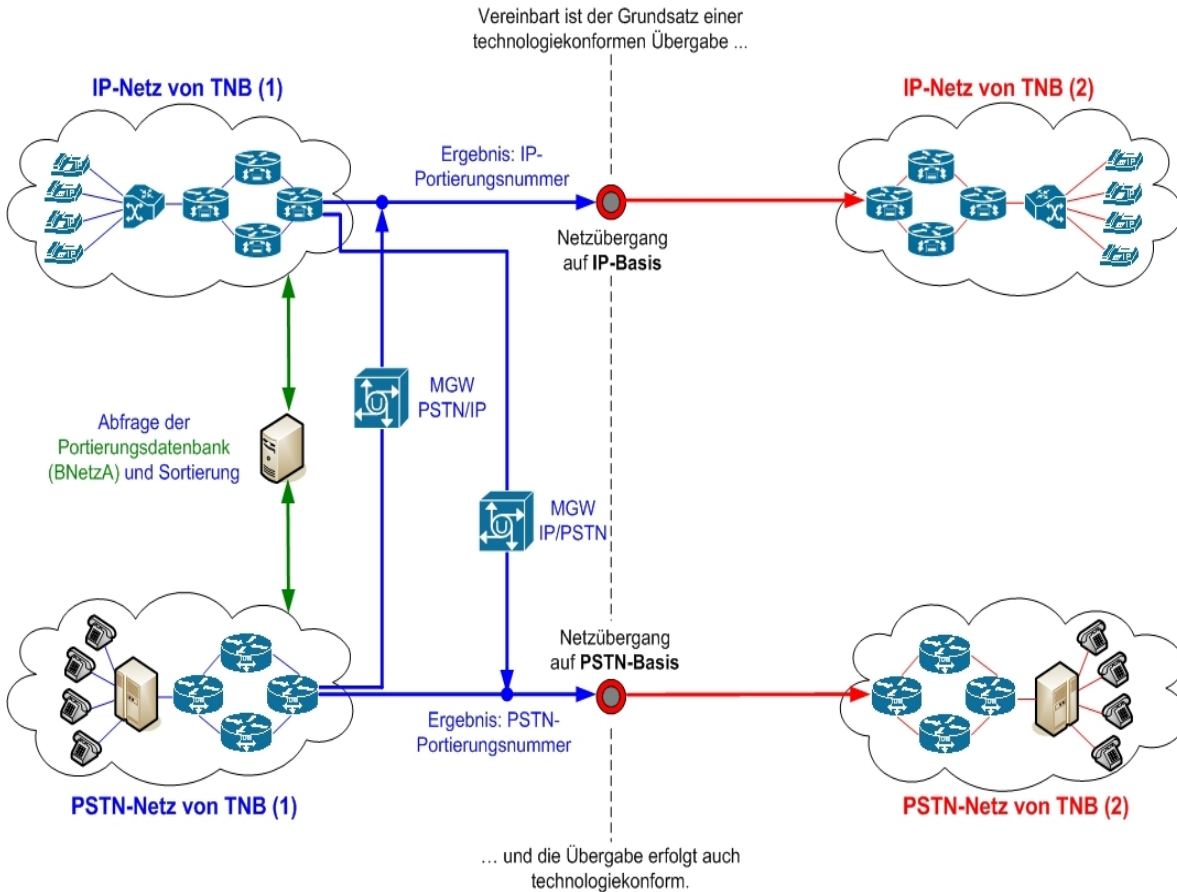 Vereinbart ist der Grundsatz einer
technologiekonformen Übergabe ...
IP-Netz von TNB (1)
IP-Netz von TNB (2)
Ergebnis: IP-
Portierungsnummer
Netzübergang
auf IP-Basis
MGW
PSTN/IP
Abfrage der
Portierungsdatenbank
(BNetzA) und Sortierung
MGW
IP/PSTN
Netzübergang
auf PSTN-Basis
Ergebnis: PSTN-
Portierungsnummer
PSTN-Netz von TNB (1)
PSTN-Netz von TNB (2)
... und die Übergabe erfolgt auch
technologiekonform.